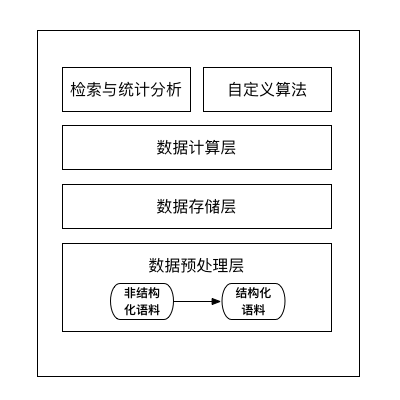 检索与统计分析
自定义算法
数据计算层
数据存储层
数据预处理层
非结构
化语料
结构化
语料